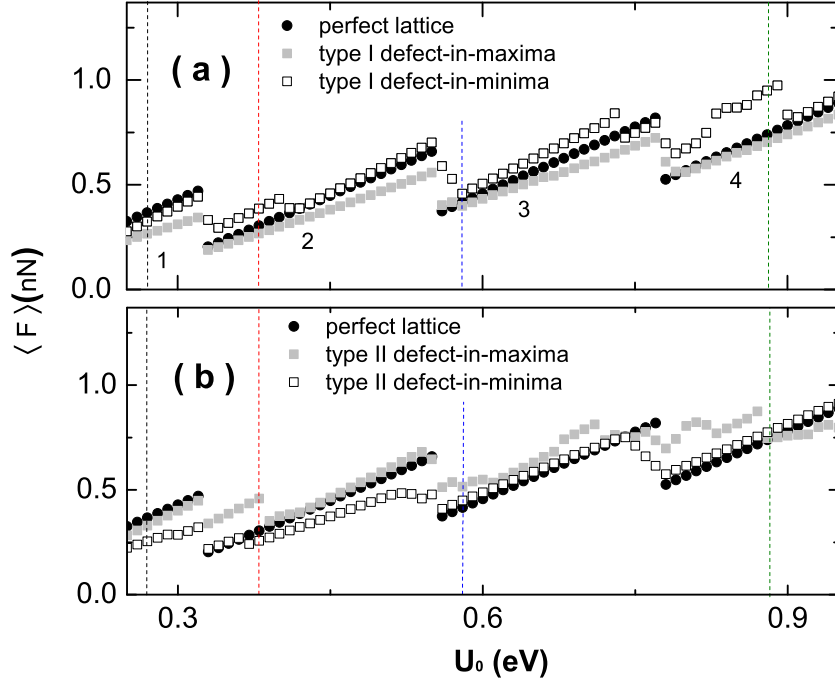 ( a )
perfect lattice
type I defect-in-maxima
type I defect-in-minima
1.0
0.5
0.0
1
2
3
4
⟨ F ⟩(nN)
( b )
perfect lattice
type II defect-in-maxima
type II defect-in-minima
1.0
0.5
0.0
0.3
0.6
0.9
U₀ (eV)